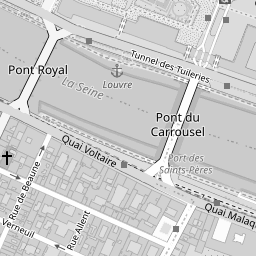 Tunnel des Tuileries
Pont Royal
La Seine
Louvre
Pont du
Carrousel
Quai Voltaire
Port des
Saints-Pères
Rue de Beaune
Quai Malaq
Rue Allent
Verneuil